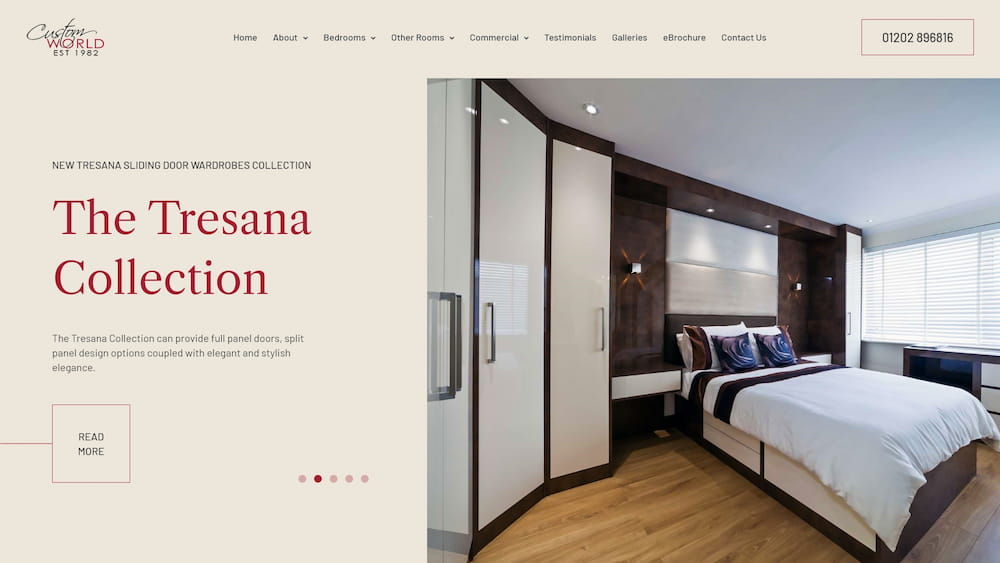 Custom
WORLD
EST 1982
Home About Bedrooms Other Rooms Commercial Testimonials Galleries eBrochure Contact Us
01202 896816
NEW TRESANA SLIDING DOOR WARDROBES COLLECTION
The Tresana
Collection
The Tresana Collection can provide full panel doors, split
panel design options coupled with elegant and stylish
elegance.
READ
MORE